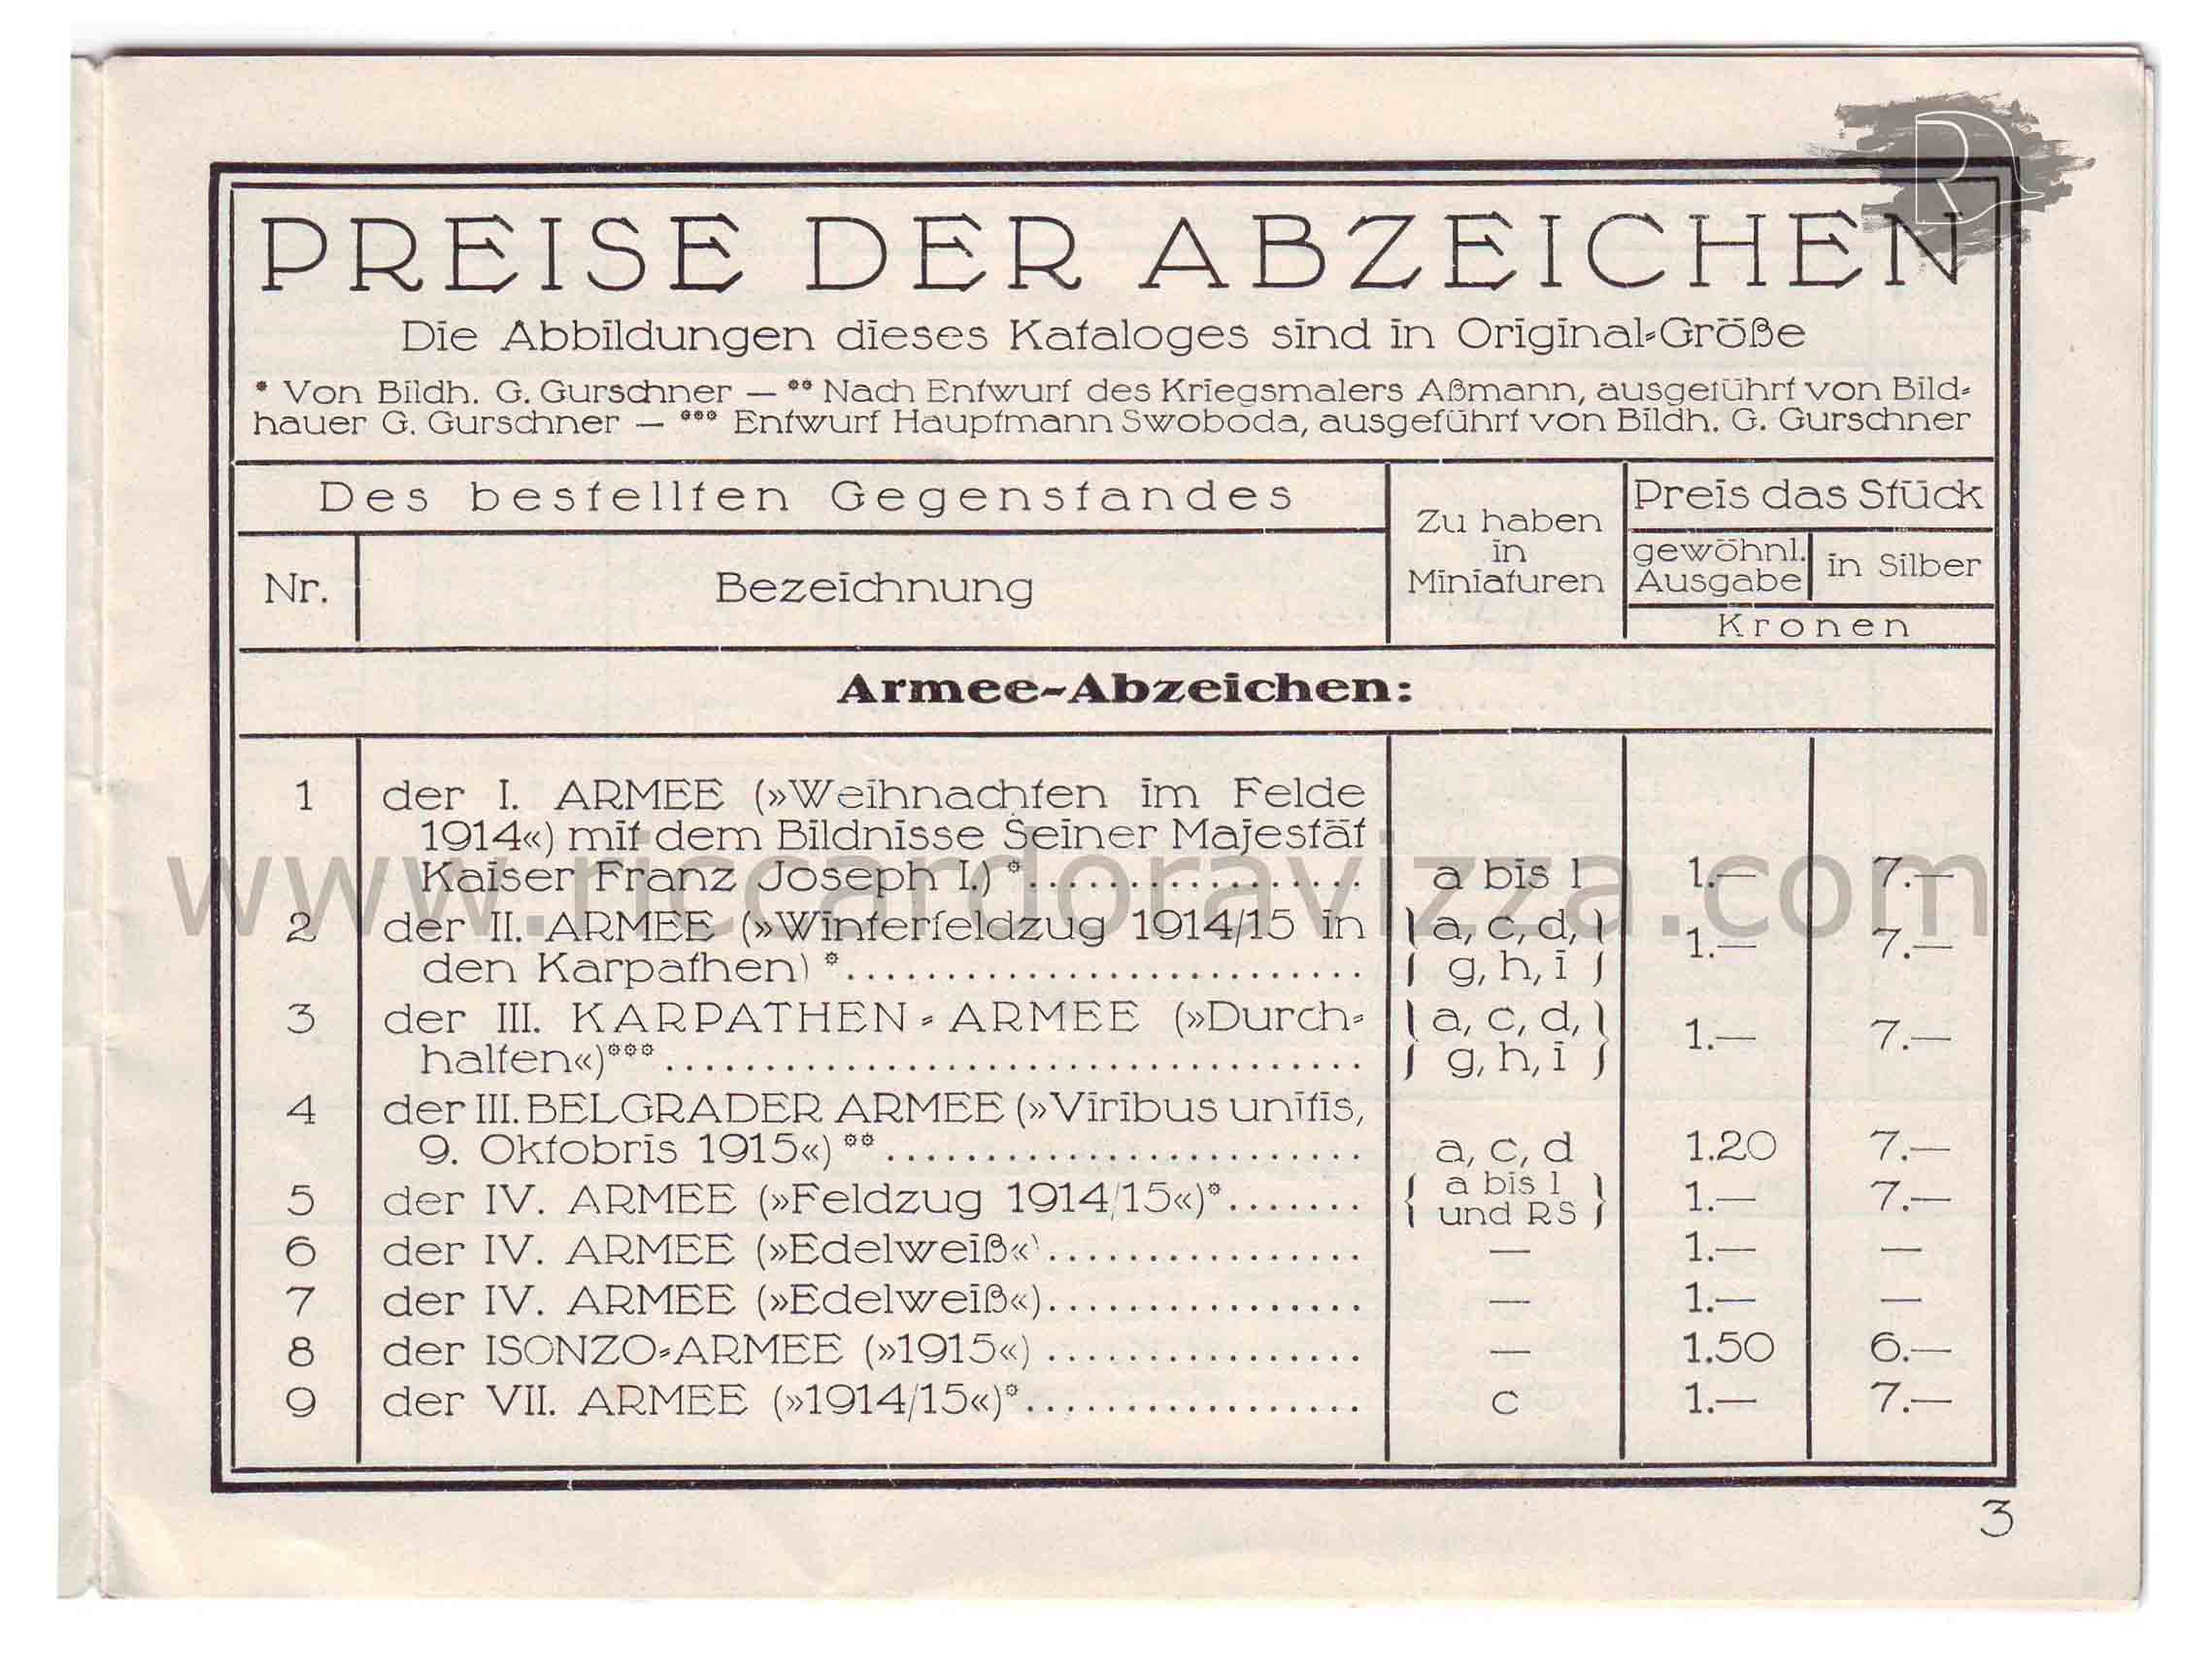 PREISE DER ABZEICHEN
Die Abbildungen dieses Kataloges sind in Original-Größe
* Von Bildh. G. Gurschner — ** Nach Entwurf des Kriegsmalers Aßmann, ausgeführt von Bild-
hauer G. Gurschner — *** Entwurf Hauptmann Swoboda, ausgeführt von Bildh. G. Gurschner
Des bestellten Gegenstandes
Nr.
Bezeichnung
Zu haben
in
Miniaturen
Preis das Stück
gewöhnl.
Ausgabe
in Silber
Kronen
Armee-Abzeichen:
1 der I. ARMEE (»Weihnachten im Felde
1914«) mit dem Bildnisse Seiner Majestät
Kaiser Franz Joseph I.) *................. a bis l 1.— 7.—
2 der II. ARMEE (»Winterfeldzug 1914/15 in a, c, d,
den Karpathen) *.......................... g, h, i 1.— 7.—
3 der III. KARPATHEN-ARMEE (»Durch- a, c, d,
halten«)***................................... g, h, i 1.— 7.—
4 der III. BELGRADER ARMEE (»Viribus unitis,
9. Oktobris 1915«) **........................ a, c, d 1.20 7.—
5 der IV. ARMEE (»Feldzug 1914/15«)*....... a bis l und RS 1.— 7.—
6 der IV. ARMEE (»Edelweiß«)................ — 1.— —
7 der IV. ARMEE (»Edelweiß«)................ — 1.— —
8 der ISONZO-ARMEE (»1915«) ................ — 1.50 6.—
9 der VII. ARMEE (»1914/15«)*................. c 1.— 7.—
3
www.riccardoravizza.com
R